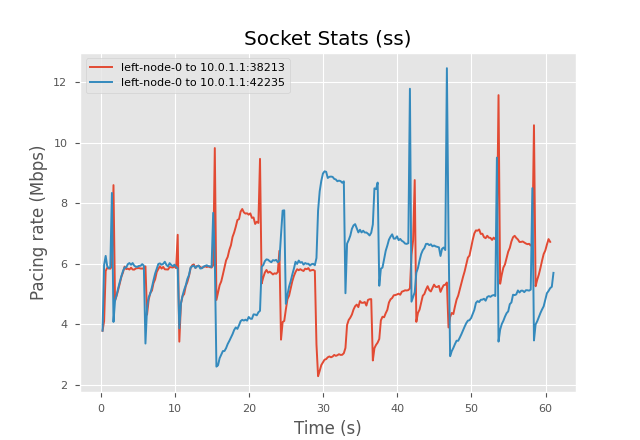 Socket Stats (ss)
left-node-0 to 10.0.1.1:38213
left-node-0 to 10.0.1.1:42235
Pacing rate (Mbps)
12
10
8
6
4
2
0 10 20 30 40 50 60
Time (s)